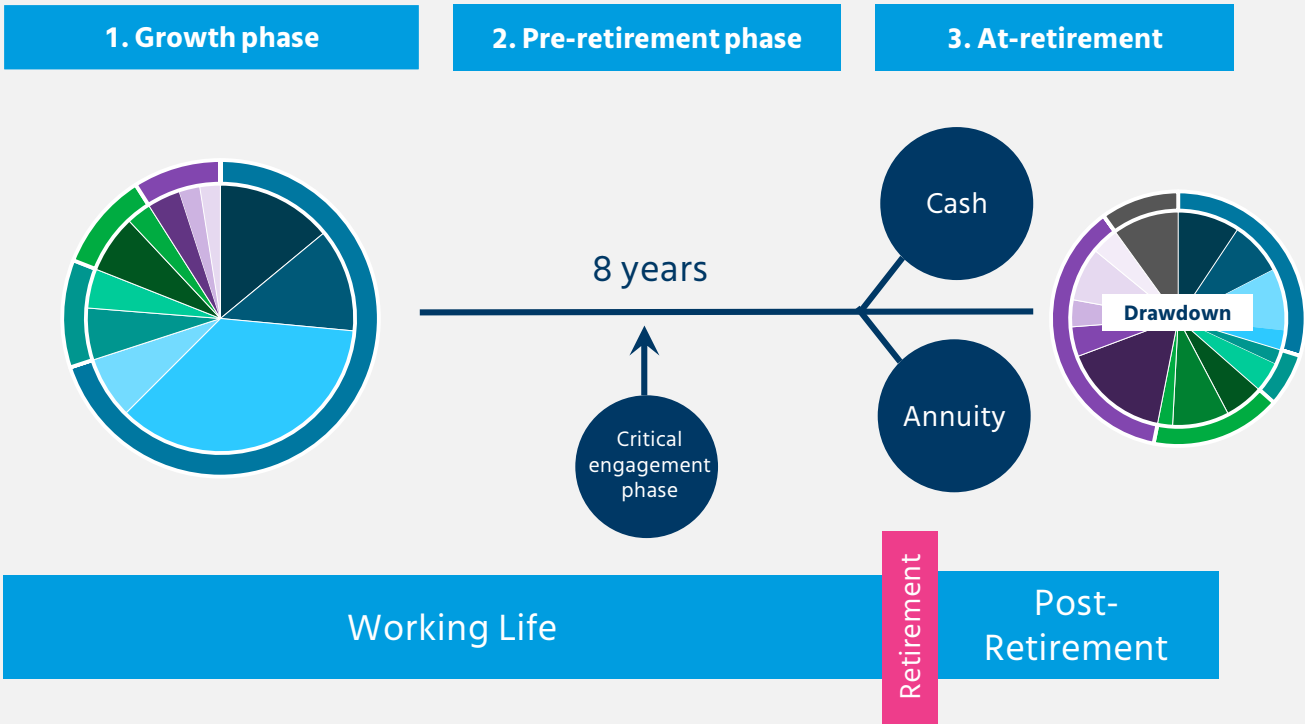 1. Growth phase
2. Pre-retirement phase
3. At-retirement
8 years
Critical
engagement
phase
Cash
Annuity
Drawdown
Working Life
Retirement
Post-
Retirement